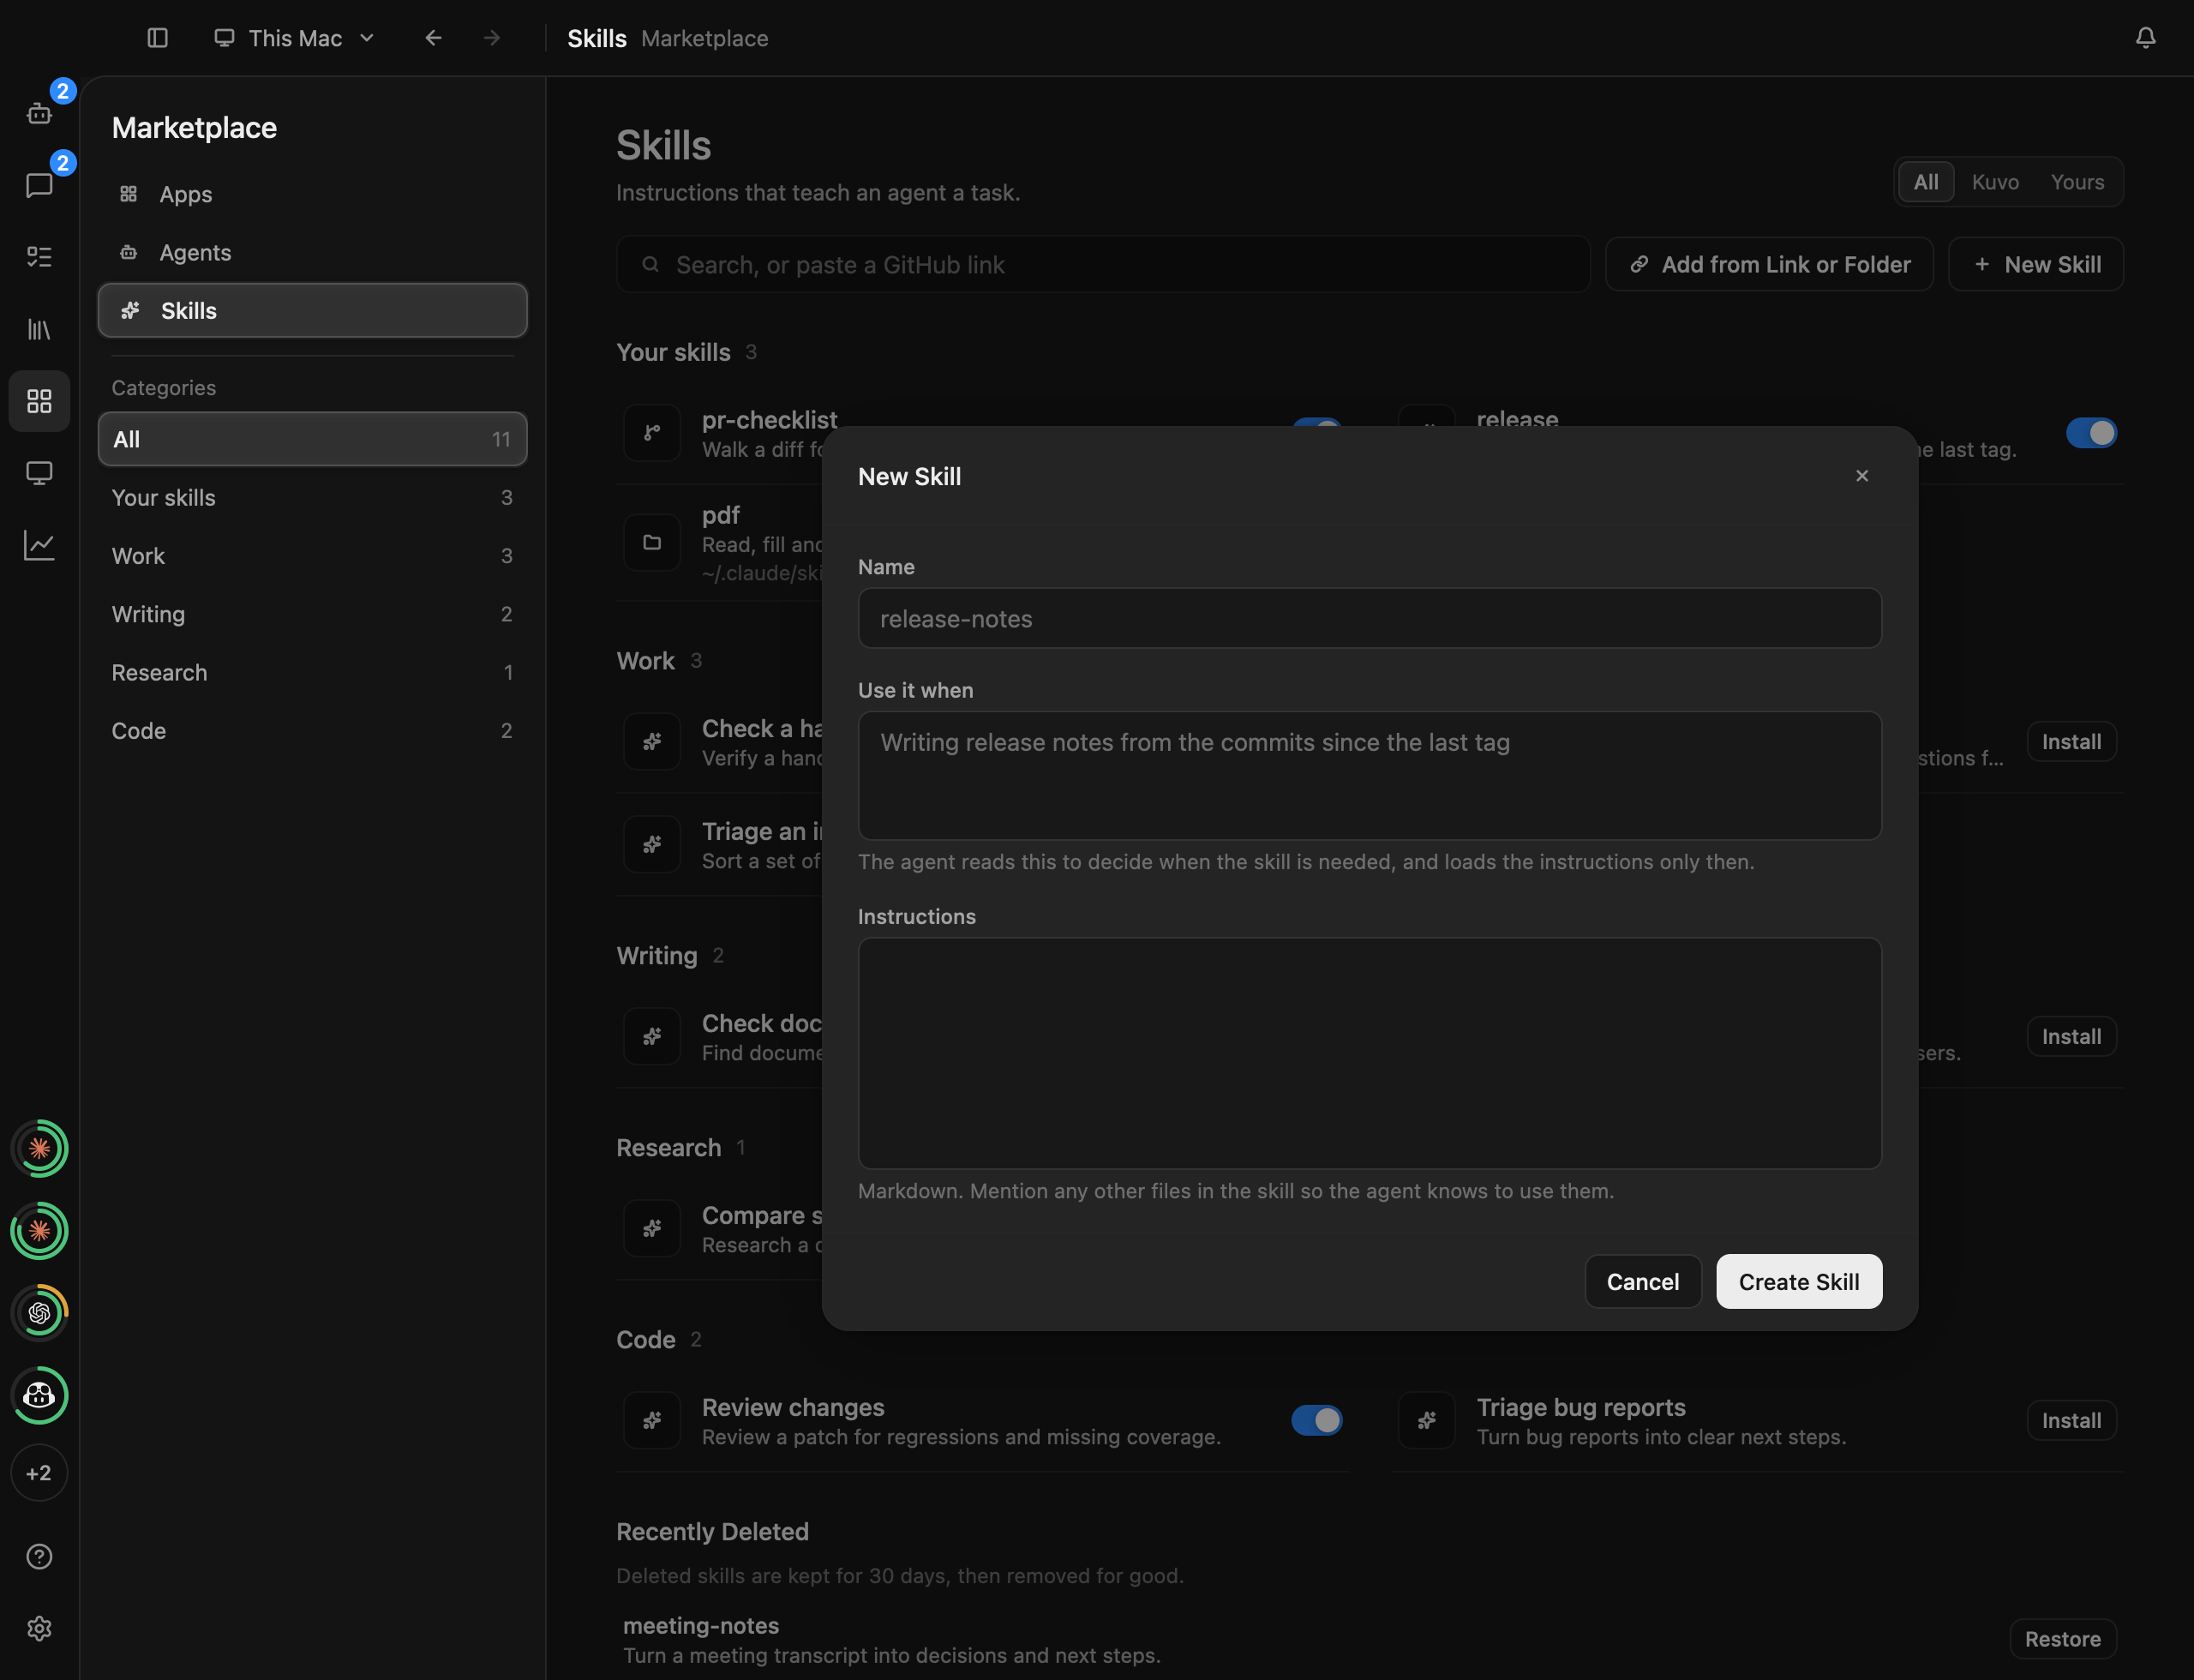 This Mac
Skills Marketplace
2
2
Marketplace
Apps
Agents
Skills
Categories
All 11
Your skills 3
Work 3
Writing 2
Research 1
Code 2
+2
Skills
Instructions that teach an agent a task.
All Kuvo Yours
Search, or paste a GitHub link
Add from Link or Folder
New Skill
Your skills 3
pr-checklist
Walk a diff
release
last tag.
pdf
Read, fill
~/.claude/
Work 3
Check a
Verify a
Install
Triage an
Sort a set of
Writing 2
Check
Find
Install
Research 1
Compare
Research a
Code 2
Review changes
Review a patch for regressions and missing coverage.
Triage bug reports
Turn bug reports into clear next steps.
Install
Recently Deleted
Deleted skills are kept for 30 days, then removed for good.
meeting-notes
Turn a meeting transcript into decisions and next steps.
Restore
New Skill
Name
release-notes
Use it when
Writing release notes from the commits since the last tag
The agent reads this to decide when the skill is needed, and loads the instructions only then.
Instructions
Markdown. Mention any other files in the skill so the agent knows to use them.
Cancel
Create Skill